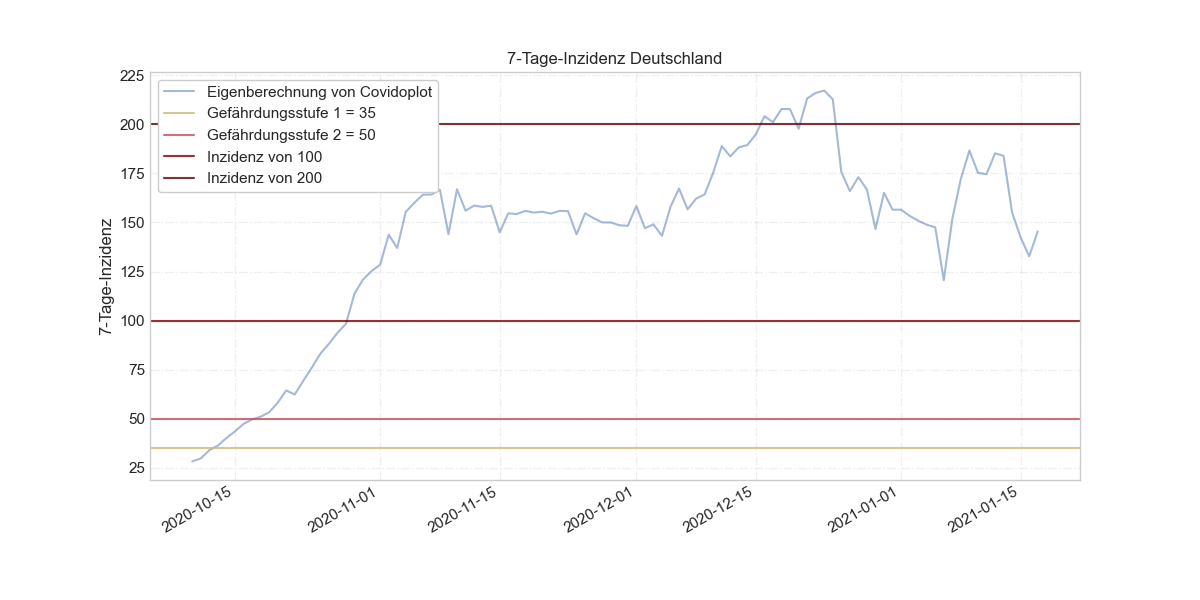 7-Tage-Inzidenz Deutschland
Eigenberechnung von Covidoplot
Gefährdungsstufe 1 = 35
Gefährdungsstufe 2 = 50
Inzidenz von 100
Inzidenz von 200
7-Tage-Inzidenz
225
200
175
150
125
100
75
50
25
2020-10-15
2020-11-01
2020-11-15
2020-12-01
2020-12-15
2021-01-01
2021-01-15